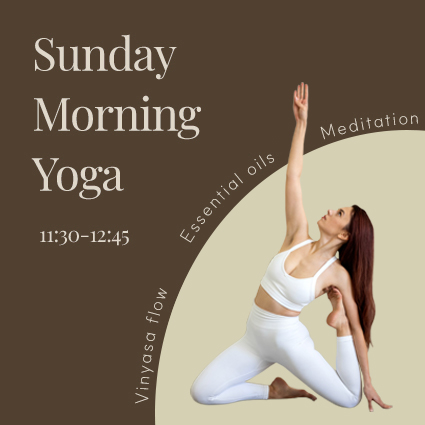 Sunday
Morning
Yoga
11:30-12:45
Vinyasa flow
Essential oils
Meditation